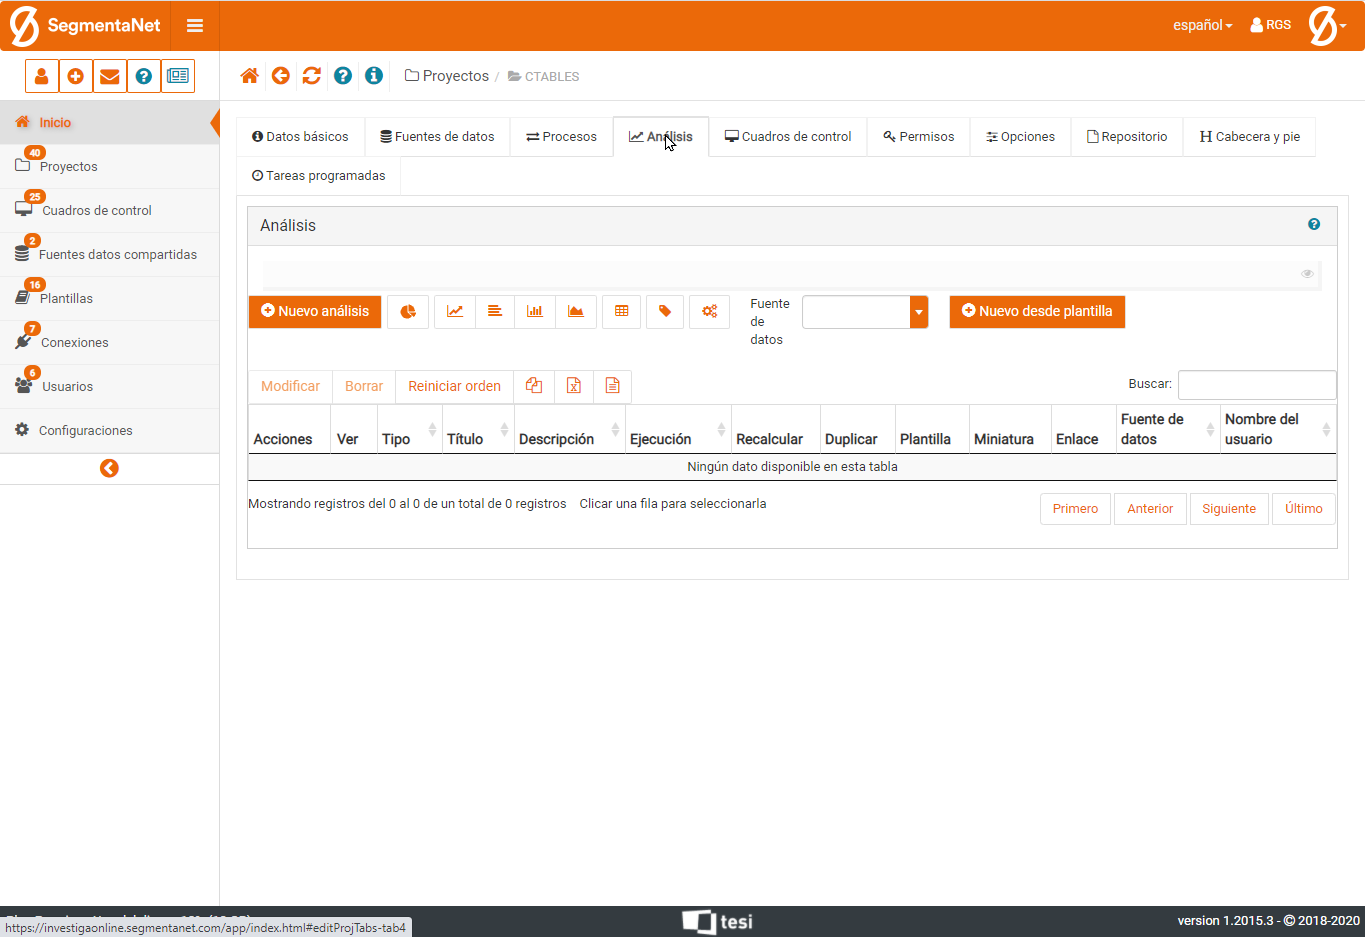 SegmentaNet
español
RGS
Proyectos / CTABLES
Inicio
40
Proyectos
25
Cuadros de control
2
Fuentes datos compartidas
16
Plantillas
7
Conexiones
6
Usuarios
Configuraciones
Datos básicos
Fuentes de datos
Procesos
Análisis
Cuadros de control
Permisos
Opciones
Repositorio
Cabecera y pie
Tareas programadas
Análisis
Nuevo análisis
Fuente
de
datos
Nuevo desde plantilla
Modificar
Borrar
Reiniciar orden
Buscar:
Acciones
Ver
Tipo
Título
Descripción
Ejecución
Recalcular
Duplicar
Plantilla
Miniatura
Enlace
Fuente de
datos
Nombre del
usuario
Ningún dato disponible en esta tabla
Mostrando registros del 0 al 0 de un total de 0 registros Clicar una fila para seleccionarla
Primero
Anterior
Siguiente
Último
https://investigaonline.segmentanet.com/app/index.html#editProjTabs-tab4
tesi
version 1.2015.3 - © 2018-2020